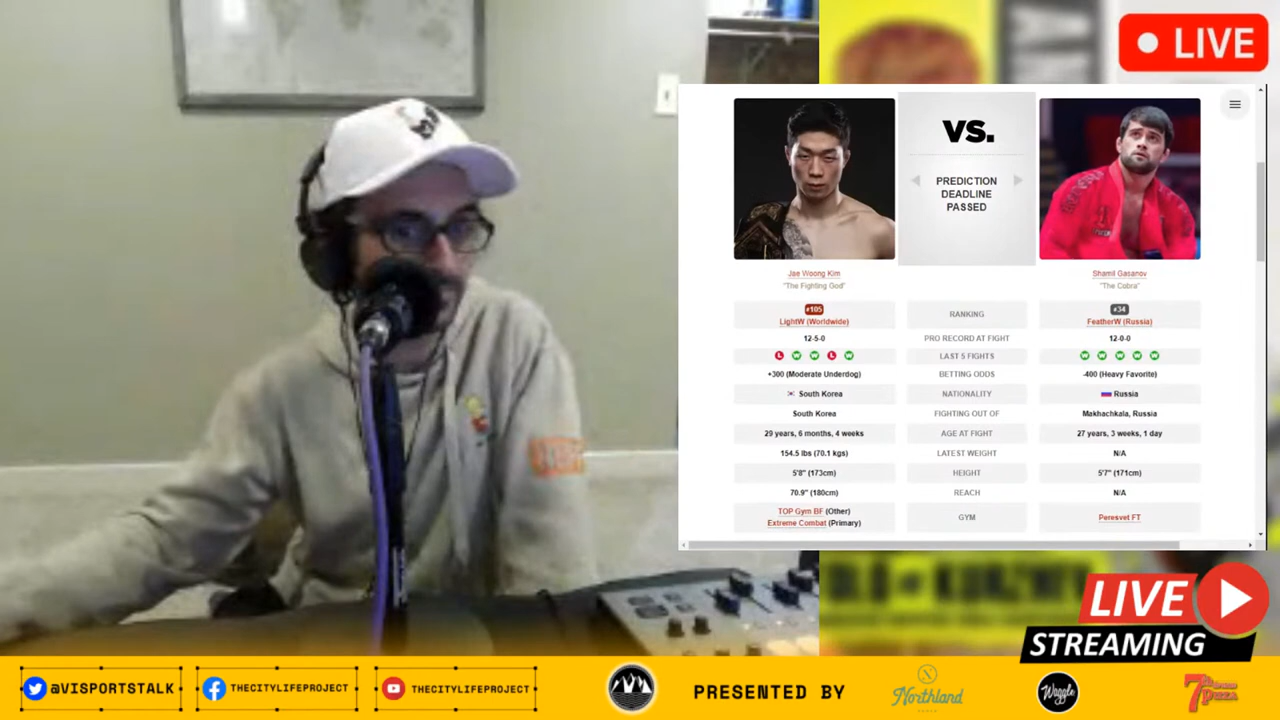 LIVE
VS.
PREDICTION
DEADLINE
PASSED
Jae Woong Kim
"The Fighting God"
Shamil Gasanov
"The Cobra"
#105
LightW (Worldwide)
RANKING
#34
FeatherW (Russia)
12-5-0
PRO RECORD AT FIGHT
12-0-0
L W W L W
LAST 5 FIGHTS
W W W W W
+300 (Moderate Underdog)
BETTING ODDS
-400 (Heavy Favorite)
South Korea
NATIONALITY
Russia
South Korea
FIGHTING OUT OF
Makhachkala, Russia
29 years, 6 months, 4 weeks
AGE AT FIGHT
27 years, 3 weeks, 1 day
154.5 lbs (70.1 kgs)
LATEST WEIGHT
N/A
5'8" (173cm)
HEIGHT
5'7" (171cm)
70.9" (180cm)
REACH
N/A
TOP Gym BF (Other)
Extreme Combat (Primary)
GYM
Peresvet FT
LIVE
STREAMING
@VISPORTSTALK
THECITYLIFEPROJECT
THECITYLIFEPROJECT
PRESENTED BY
Northland
Waggle